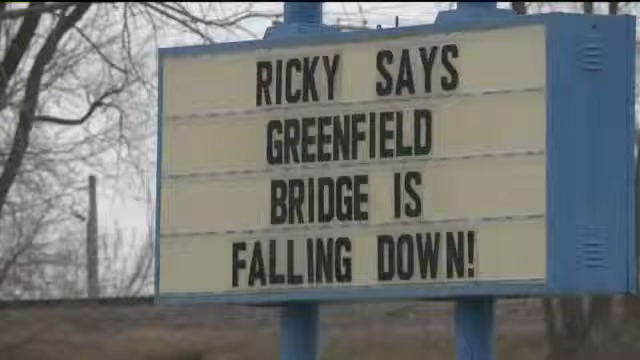 RICKY SAYS
GREENFIELD
BRIDGE IS
FALLING DOWN!